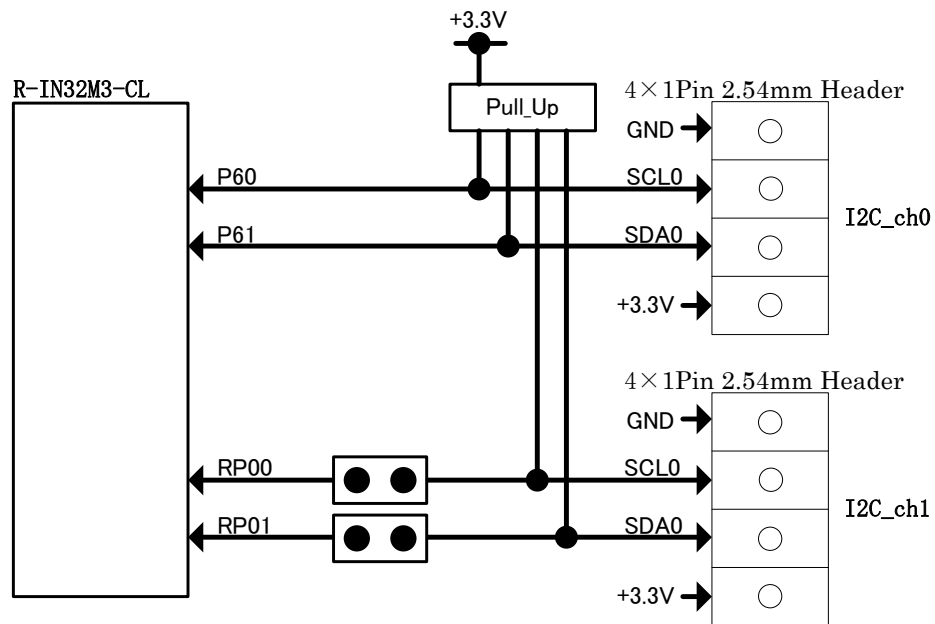 +3.3V
R-IN32M3-CL
Pull_Up
4×1Pin 2.54mm Header
GND
P60
SCL0
I2C_ch0
P61
SDA0
+3.3V
4×1Pin 2.54mm Header
GND
RP00
SCL0
I2C_ch1
RP01
SDA0
+3.3V